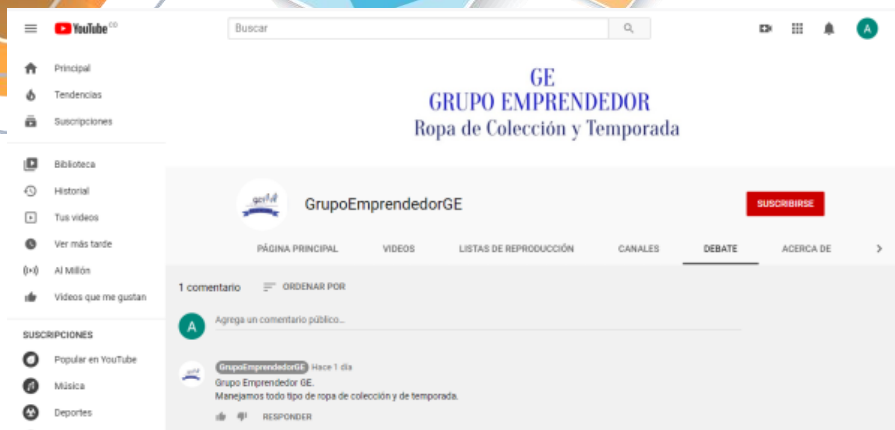 YouTube CO
Buscar
A
Principal
Tendencias
Suscripciones
Biblioteca
Historial
Tus videos
Ver más tarde
Al Millón
Videos que me gustan
SUSCRIPCIONES
Popular en YouTube
Música
Deportes
GE
GRUPO EMPRENDEDOR
Ropa de Colección y Temporada
GrupoEmprendedorGE
SUSCRIBIRSE
PÁGINA PRINCIPAL VIDEOS LISTAS DE REPRODUCCIÓN CANALES DEBATE ACERCA DE
1 comentario ORDENAR POR
A Agrega un comentario público...
GrupoEmprendedorGE Hace 1 día
Grupo Emprendedor GE.
Manejamos todo tipo de ropa de colección y de temporada.
RESPONDER